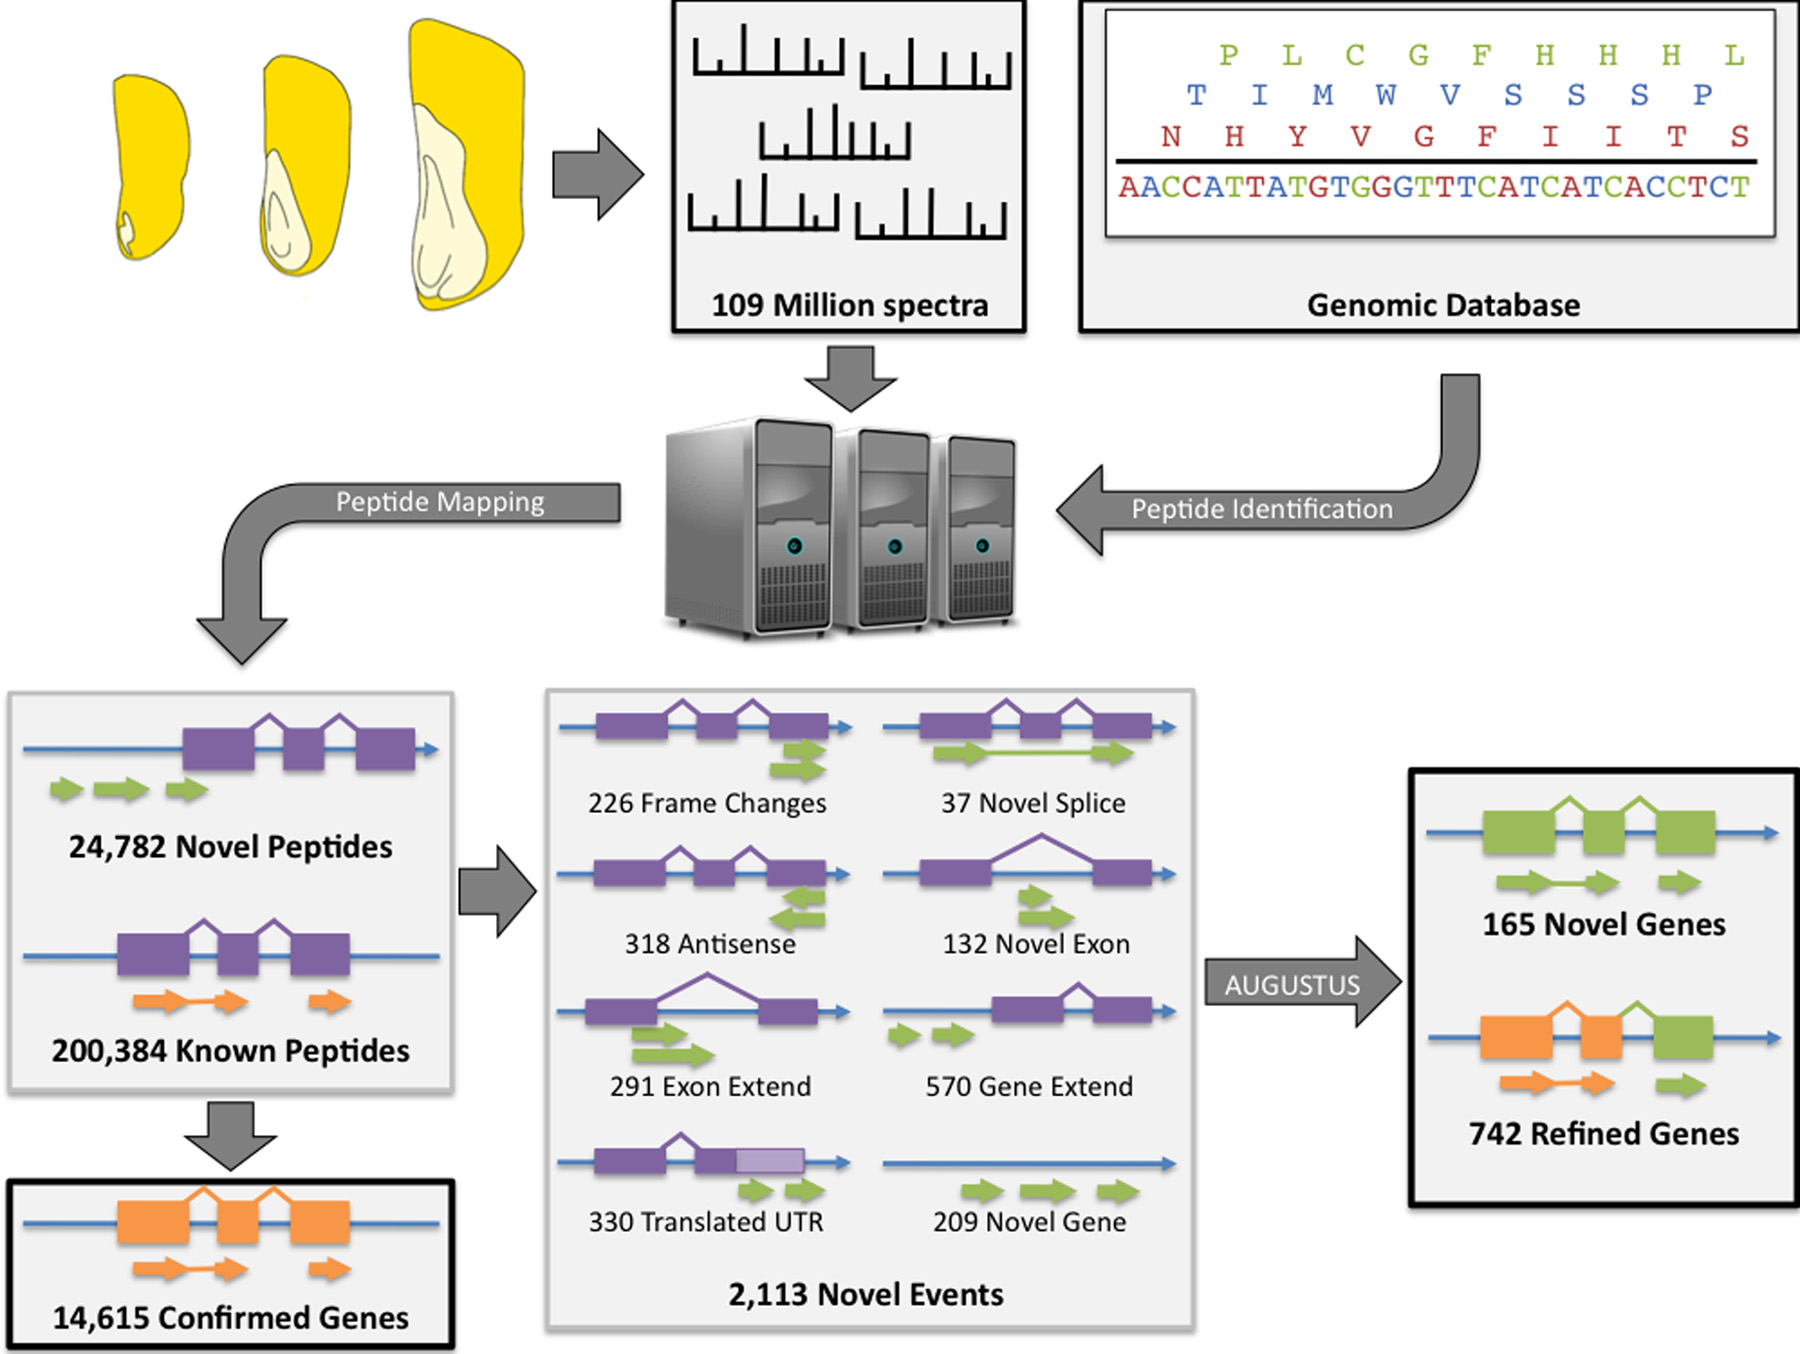 P L C G F H H H L
T I M W V S S S P
N H Y V G F I I T S
AACCATTATGTGGGTTTCATCATCACCTCT
109 Million spectra
Genomic Database
Peptide Mapping
Peptide Identification
24,782 Novel Peptides
200,384 Known Peptides
14,615 Confirmed Genes
226 Frame Changes
37 Novel Splice
318 Antisense
132 Novel Exon
291 Exon Extend
570 Gene Extend
330 Translated UTR
209 Novel Gene
2,113 Novel Events
AUGUSTUS
165 Novel Genes
742 Refined Genes